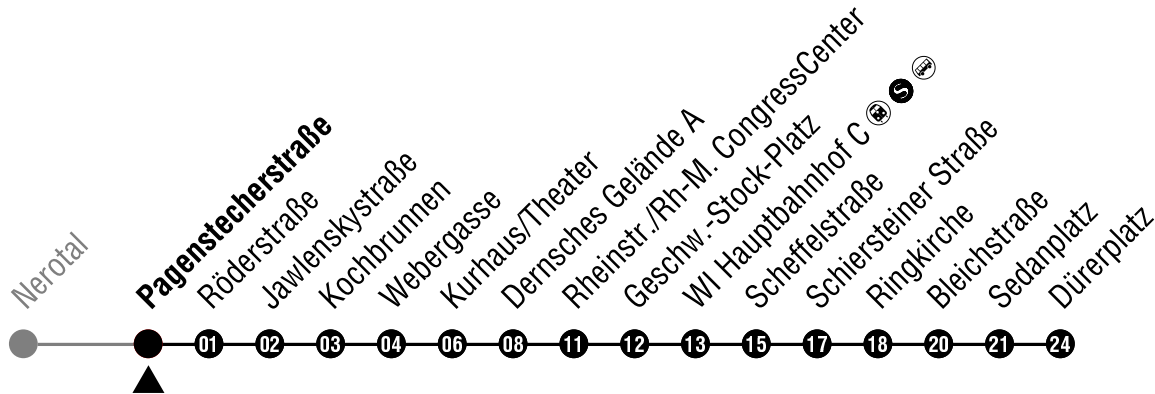 Nerotal
Pagenstecherstraße
Röderstraße
Jawlenskystraße
Kochbrunnen
Webergasse
Kurhaus/Theater
Dernsches Gelände A
Rheinstr./Rh-M. CongressCenter
Geschw.-Stock-Platz
WI Hauptbahnhof C S
Scheffelstraße
Schiersteiner Straße
Ringkirche
Bleichstraße
Sedanplatz
Dürerplatz
01 02 03 04 06 08 11 12 13 15 17 18 20 21 24